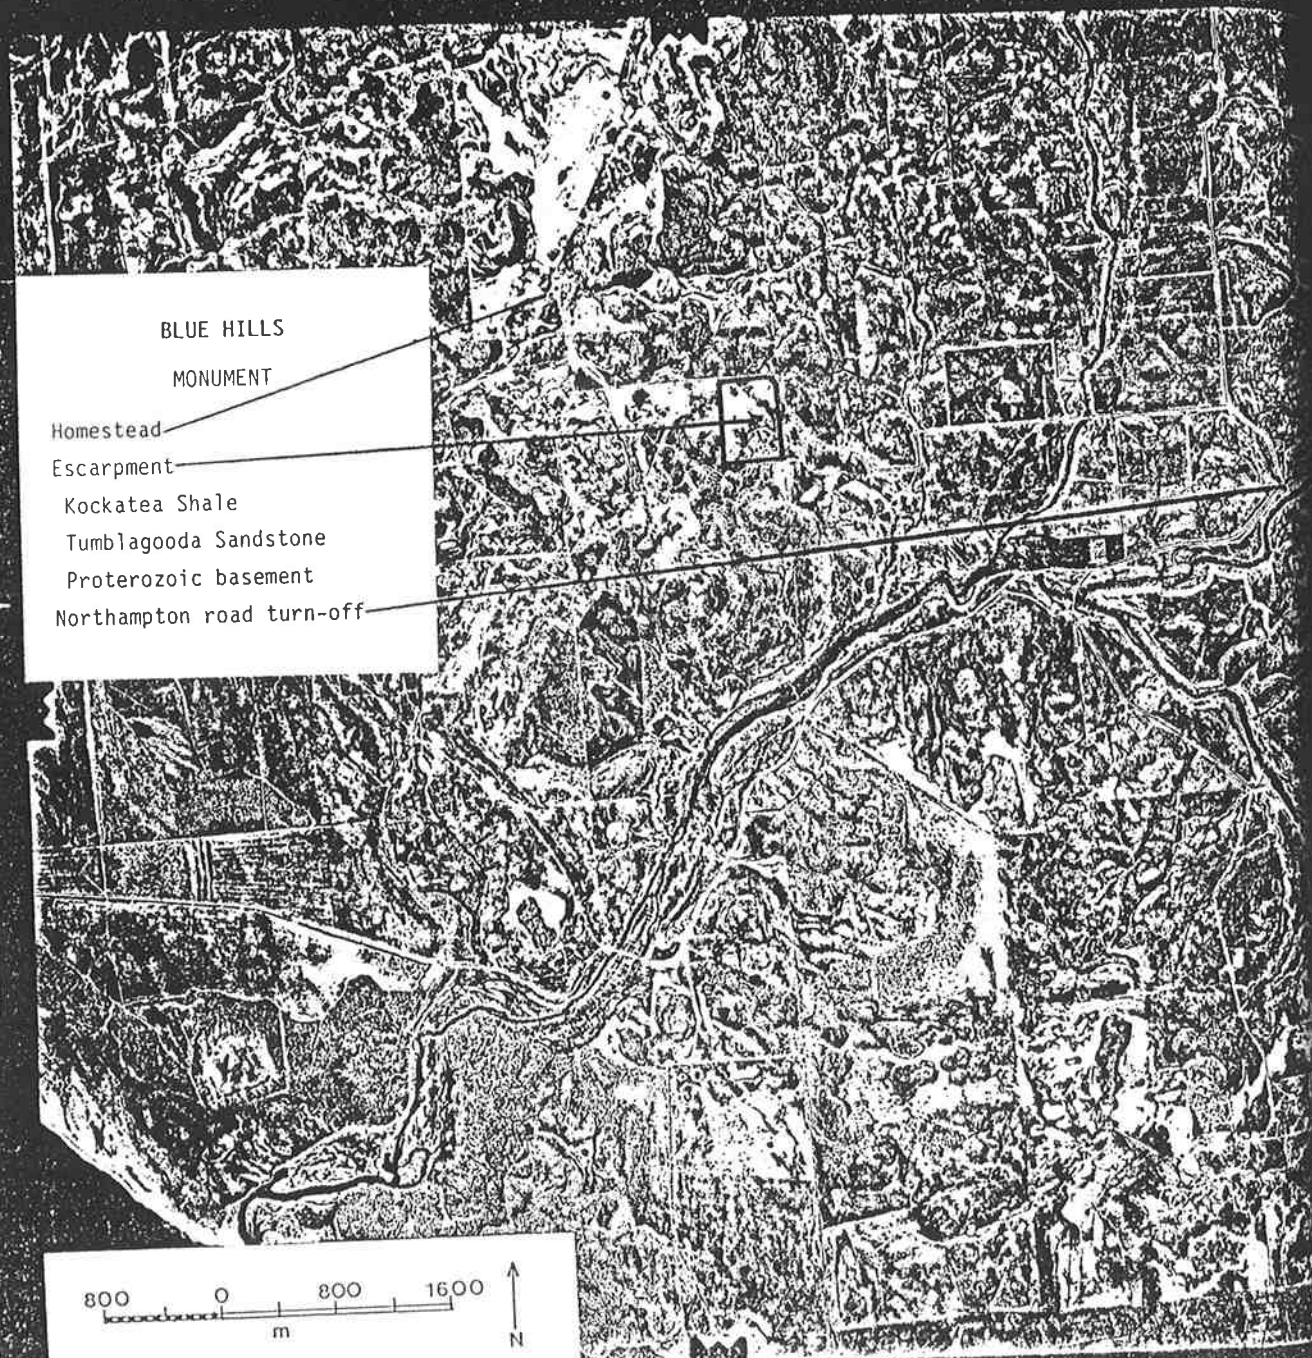 BLUE HILLS
MONUMENT
Homestead
Escarpment
Kockatea Shale
Tumblagooda Sandstone
Proterozoic basement
Northampton road turn-off
800 0 800 1600
m
N